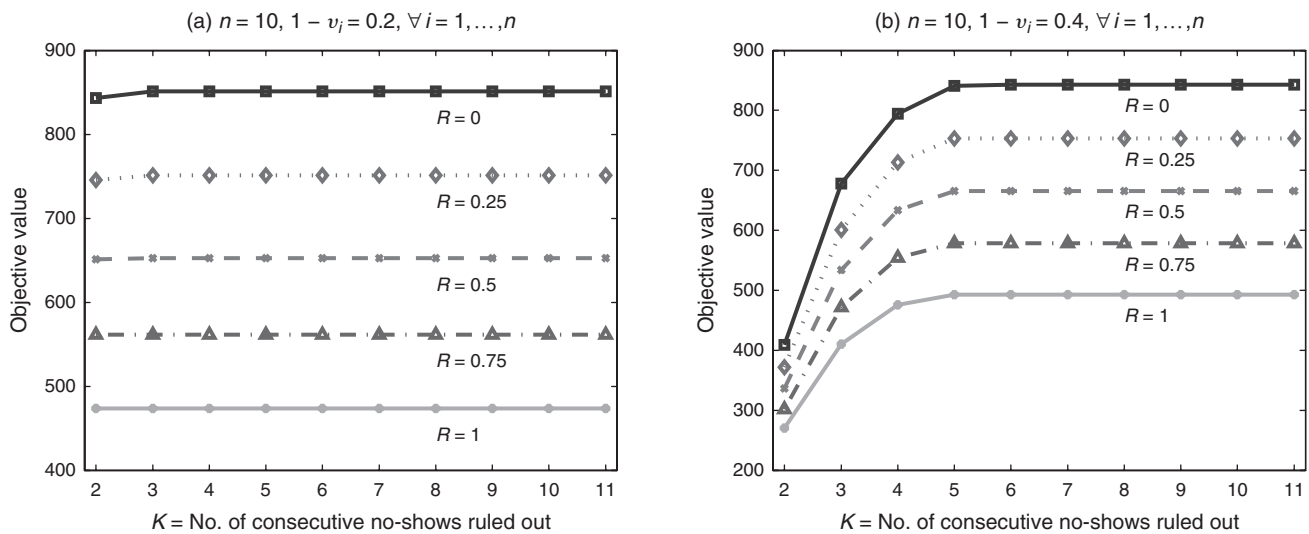 (a) n = 10, 1 − υi = 0.2, ∀ i = 1,…,n
900
800
700
600
500
400
Objective value
R = 0
R = 0.25
R = 0.5
R = 0.75
R = 1
2 3 4 5 6 7 8 9 10 11
K = No. of consecutive no-shows ruled out
(b) n = 10, 1 − υi = 0.4, ∀ i = 1,…,n
900
800
700
600
500
400
300
200
Objective value
R = 0
R = 0.25
R = 0.5
R = 0.75
R = 1
2 3 4 5 6 7 8 9 10 11
K = No. of consecutive no-shows ruled out